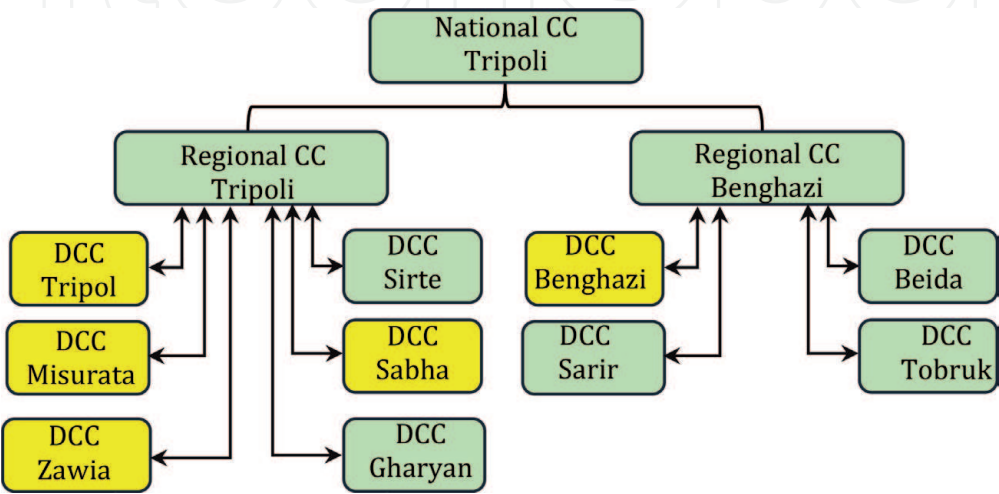 National CC
Tripoli
Regional CC
Tripoli
Regional CC
Benghazi
DCC
Tripol
DCC
Sirte
DCC
Benghazi
DCC
Beida
DCC
Misurata
DCC
Sabha
DCC
Sarir
DCC
Tobruk
DCC
Zawia
DCC
Gharyan